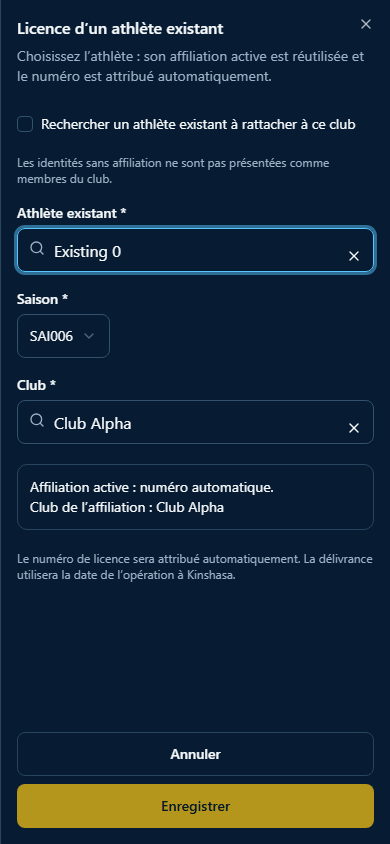 Licence d'un athlète existant
Choisissez l'athlète : son affiliation active est réutilisée et
le numéro est attribué automatiquement.
Rechercher un athlète existant à rattacher à ce club
Les identités sans affiliation ne sont pas présentées comme
membres du club.
Athlète existant *
Existing 0
Saison *
SAI006
Club *
Club Alpha
Affiliation active : numéro automatique.
Club de l'affiliation : Club Alpha
Le numéro de licence sera attribué automatiquement. La délivrance
utilisera la date de l'opération à Kinshasa.
Annuler
Enregistrer